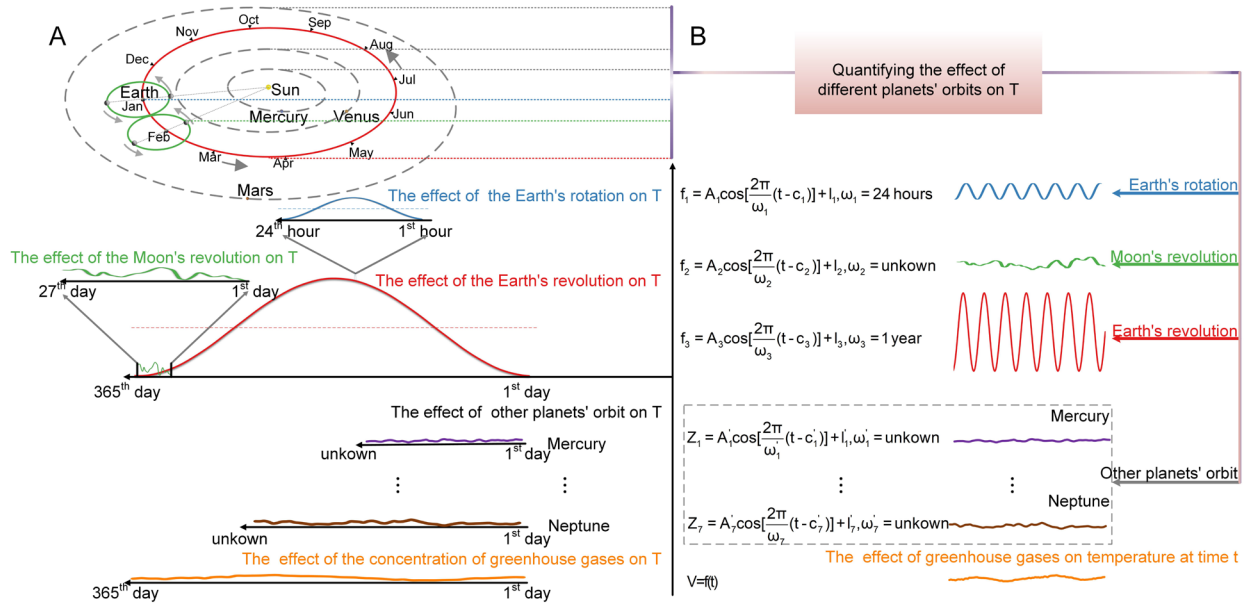 A
Oct
Sep
Nov
Aug
Dec
Jul
Earth
Sun
Jan
Mercury
Venus
Jun
Feb
Mar
Apr
May
Mars
The effect of the Earth's rotation on T
24th hour
1st hour
The effect of the Moon's revolution on T
27th day
1st day
The effect of the Earth's revolution on T
365th day
1st day
The effect of other planets' orbit on T
Mercury
unkown
1st day
⋮
⋮
Neptune
unkown
1st day
The effect of the concentration of greenhouse gases on T
365th day
1st day
B
Quantifying the effect of
different planets' orbits on T
f₁ = A₁cos[2π/ω₁(t - c₁)] + l₁, ω₁ = 24 hours
Earth's rotation
f₂ = A₂cos[2π/ω₂(t - c₂)] + l₂, ω₂ = unkown
Moon's revolution
f₃ = A₃cos[2π/ω₃(t - c₃)] + l₃, ω₃ = 1 year
Earth's revolution
Mercury
Z₁ = A'₁cos[2π/ω'₁(t - c'₁)] + l'₁, ω'₁ = unkown
Other planets' orbit
⋮
⋮
Neptune
Z₇ = A'₇cos[2π/ω₇(t - c'₇)] + l'₇, ω'₇ = unkown
The effect of greenhouse gases on temperature at time t
V=f(t)